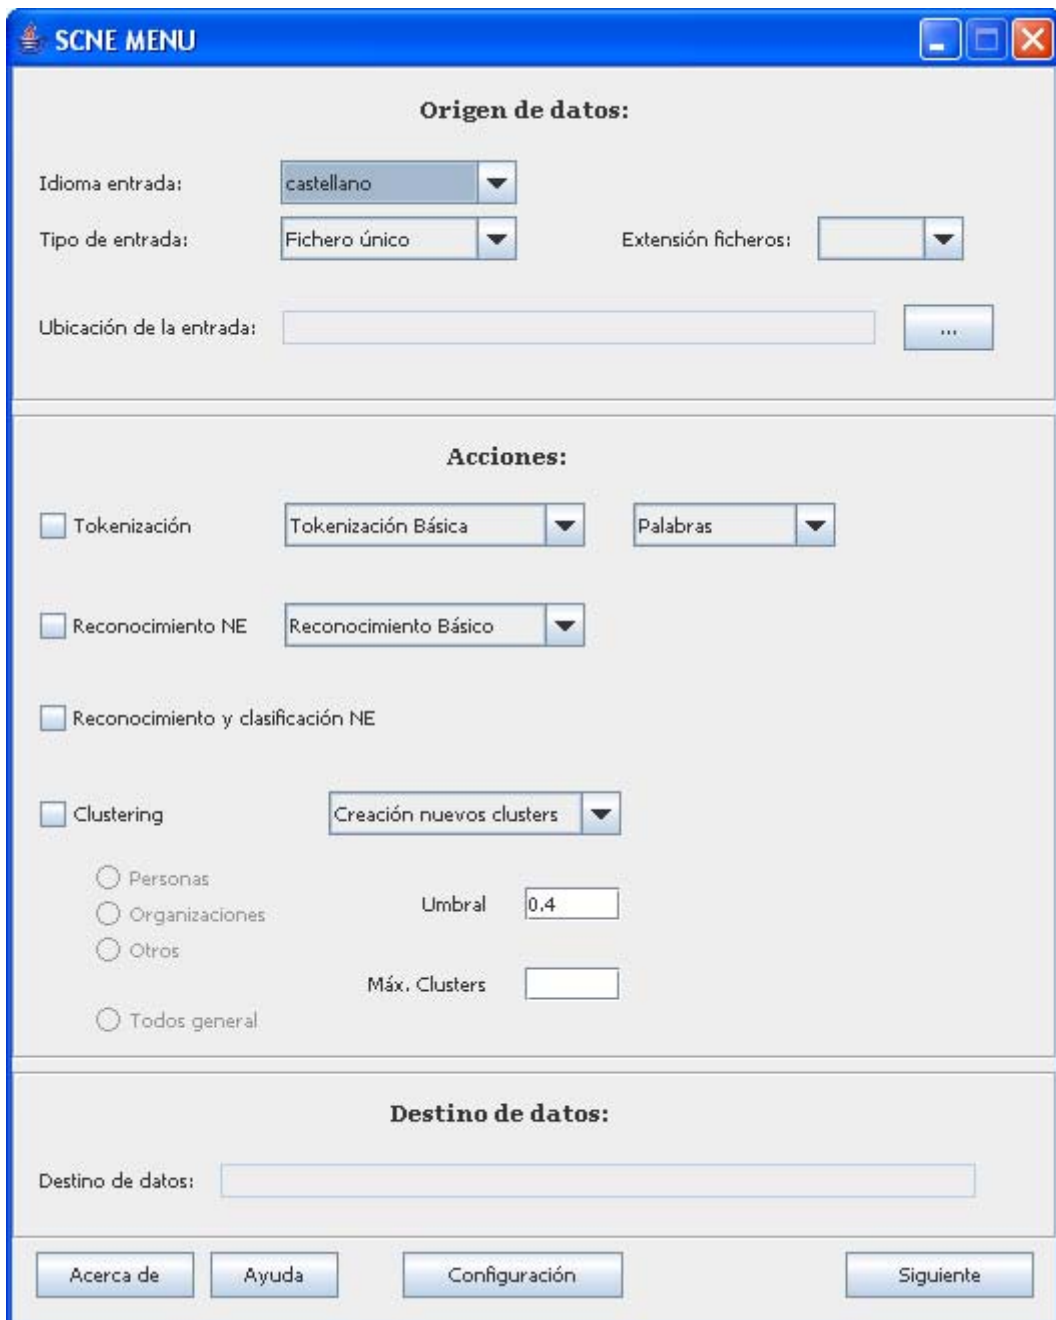 SCNE MENU
Origen de datos:
Idioma entrada: castellano
Tipo de entrada: Fichero único Extensión ficheros:
Ubicación de la entrada: ...
Acciones:
Tokenización Tokenización Básica Palabras
Reconocimiento NE Reconocimiento Básico
Reconocimiento y clasificación NE
Clustering Creación nuevos clusters
Personas
Umbral 0.4
Organizaciones
Otros
Máx. Clusters
Todos general
Destino de datos:
Destino de datos:
Acerca de Ayuda Configuración Siguiente